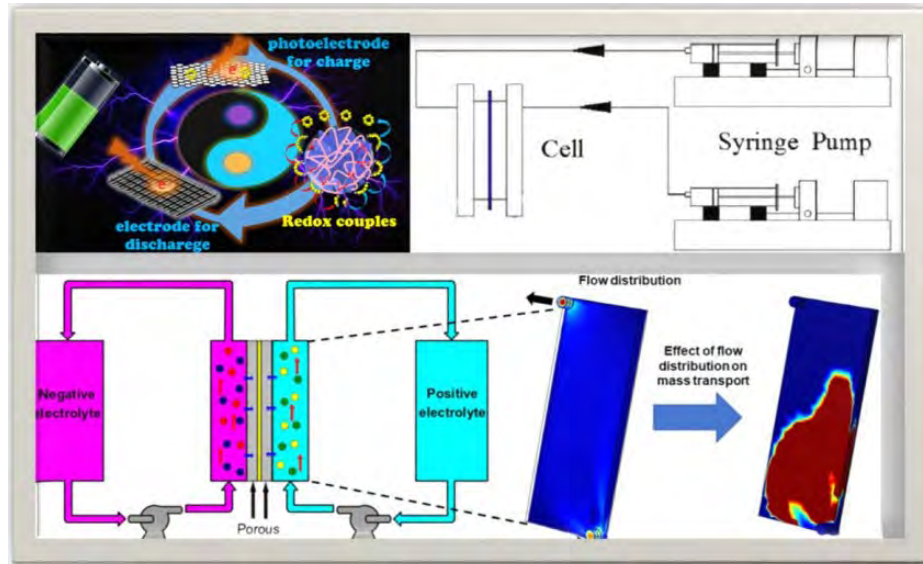 photoelectrode
for charge
e
e
electrode for
discharege
Redox couples
Cell
Syringe Pump
Flow distribution
Effect of flow
distribution on
mass transport
Negative
electrolyte
Positive
electrolyte
Porous